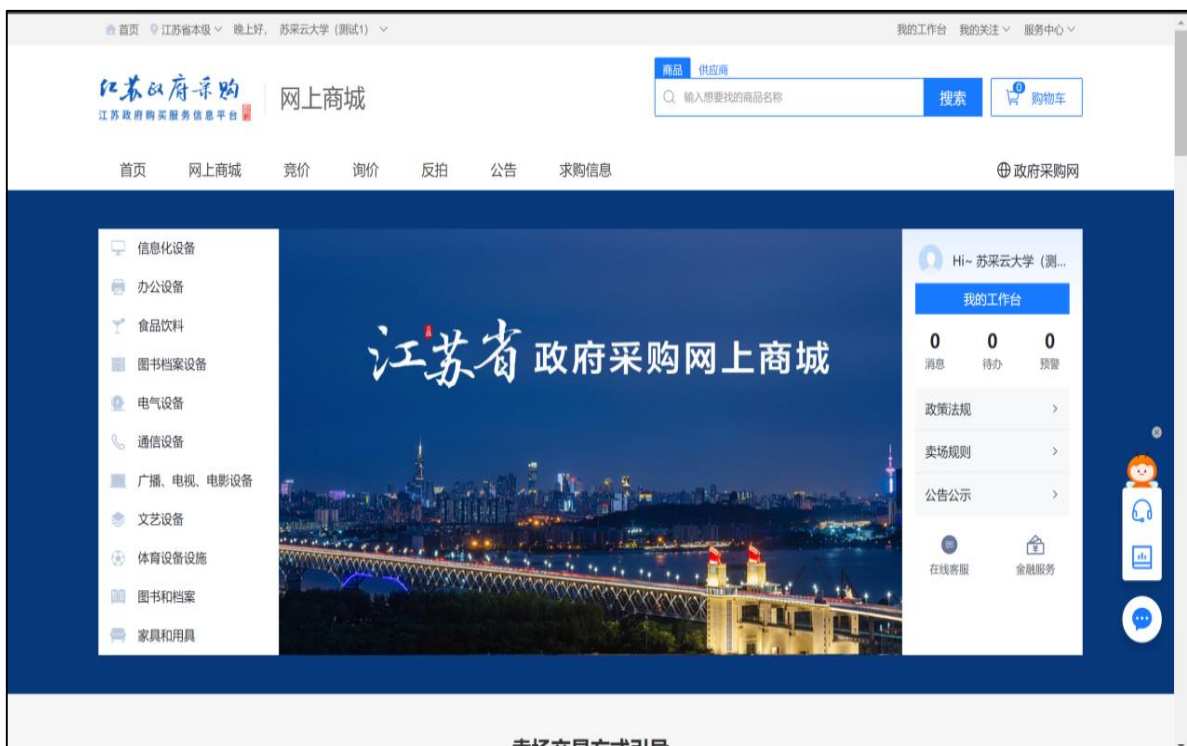 首页 江苏省本级 晚上好， 苏采云大学（测试1） 我的工作台 我的关注 服务中心
商品 供应商
江苏政府采购 网上商城
江苏政府购买服务信息平台
输入想要找的商品名称 搜索 0 购物车
首页 网上商城 竞价 询价 反拍 公告 求购信息 政府采购网
信息化设备
办公设备
食品饮料
图书档案设备
电气设备
通信设备
广播、电视、电影设备
文艺设备
体育设备设施
图书和档案
家具和用具
江苏省 政府采购网上商城
Hi~ 苏采云大学（测...
我的工作台
0 0 0
消息 待办 预警
政策法规
卖场规则
公告公示
在线客服 金融服务
卖场交易方式引导